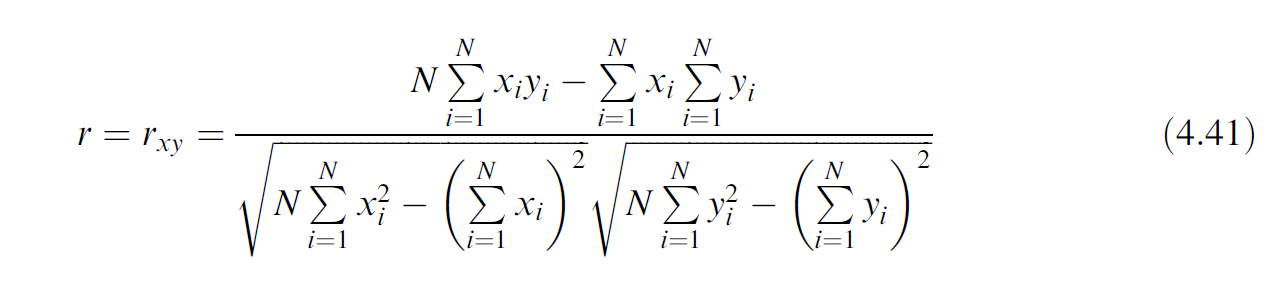 r = r_{xy} = \frac{N\sum_{i=1}^{N} x_i y_i - \sum_{i=1}^{N} x_i \sum_{i=1}^{N} y_i}{\sqrt{N\sum_{i=1}^{N} x_i^2 - \left(\sum_{i=1}^{N} x_i\right)^2}\sqrt{N\sum_{i=1}^{N} y_i^2 - \left(\sum_{i=1}^{N} y_i\right)^2}} (4.41)